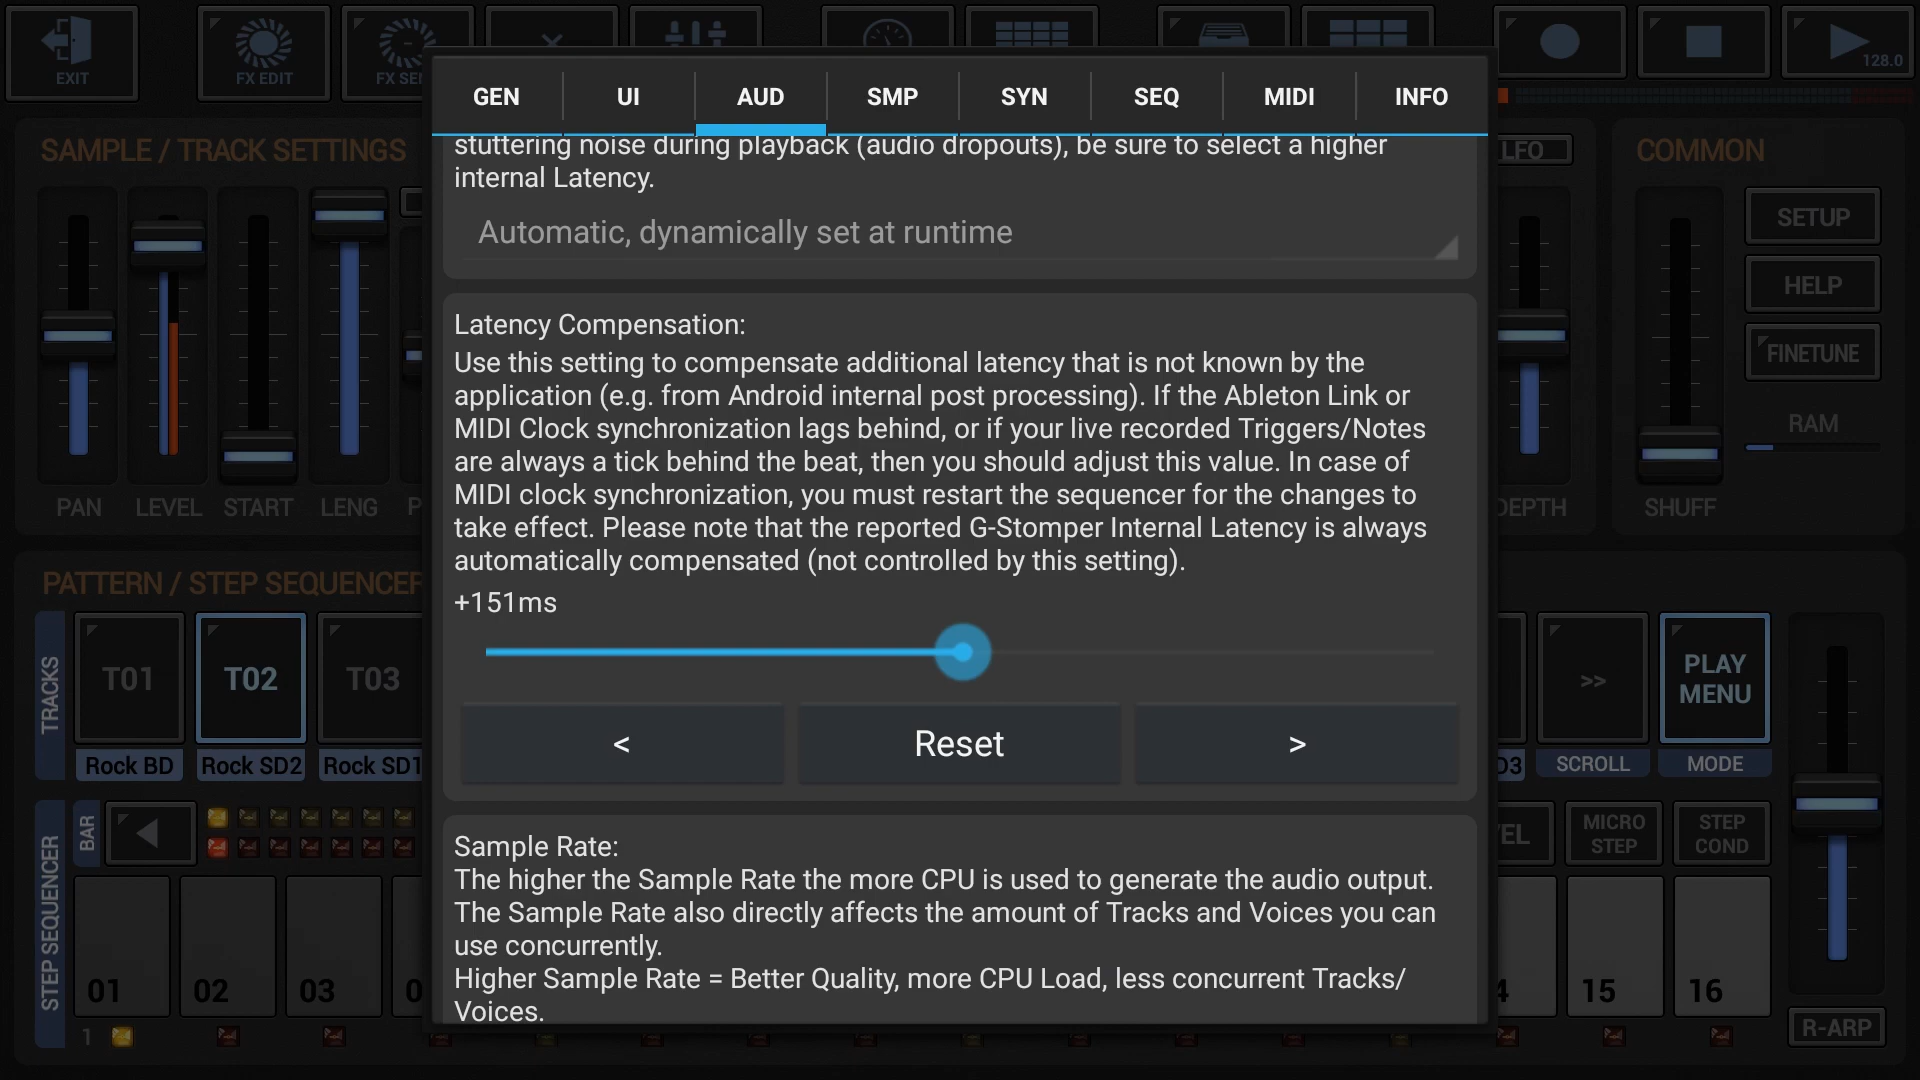 EXIT
FX EDIT
128.0
GEN
UI
AUD
SMP
SYN
SEQ
MIDI
INFO
stuttering noise during playback (audio dropouts), be sure to select a higher
internal Latency.
Automatic, dynamically set at runtime
Latency Compensation:
Use this setting to compensate additional latency that is not known by the
application (e.g. from Android internal post processing). If the Ableton Link or
MIDI Clock synchronization lags behind, or if your live recorded Triggers/Notes
are always a tick behind the beat, then you should adjust this value. In case of
MIDI clock synchronization, you must restart the sequencer for the changes to
take effect. Please note that the reported G-Stomper Internal Latency is always
automatically compensated (not controlled by this setting).
+151ms
<
Reset
>
Sample Rate:
The higher the Sample Rate the more CPU is used to generate the audio output.
The Sample Rate also directly affects the amount of Tracks and Voices you can
use concurrently.
Higher Sample Rate = Better Quality, more CPU Load, less concurrent Tracks/
Voices.
SAMPLE / TRACK SETTINGS
PAN
LEVEL
START
LENG
LFO
DEPTH
COMMON
SETUP
HELP
FINETUNE
RAM
SHUFF
PATTERN / STEP SEQUENCER
TRACKS
T01
T02
T03
Rock BD
Rock SD2
Rock SD1
>>
PLAY
MENU
SCROLL
MODE
STEP SEQUENCER
BAR
MICRO
STEP
STEP
COND
01
02
03
15
16
1
R-ARP